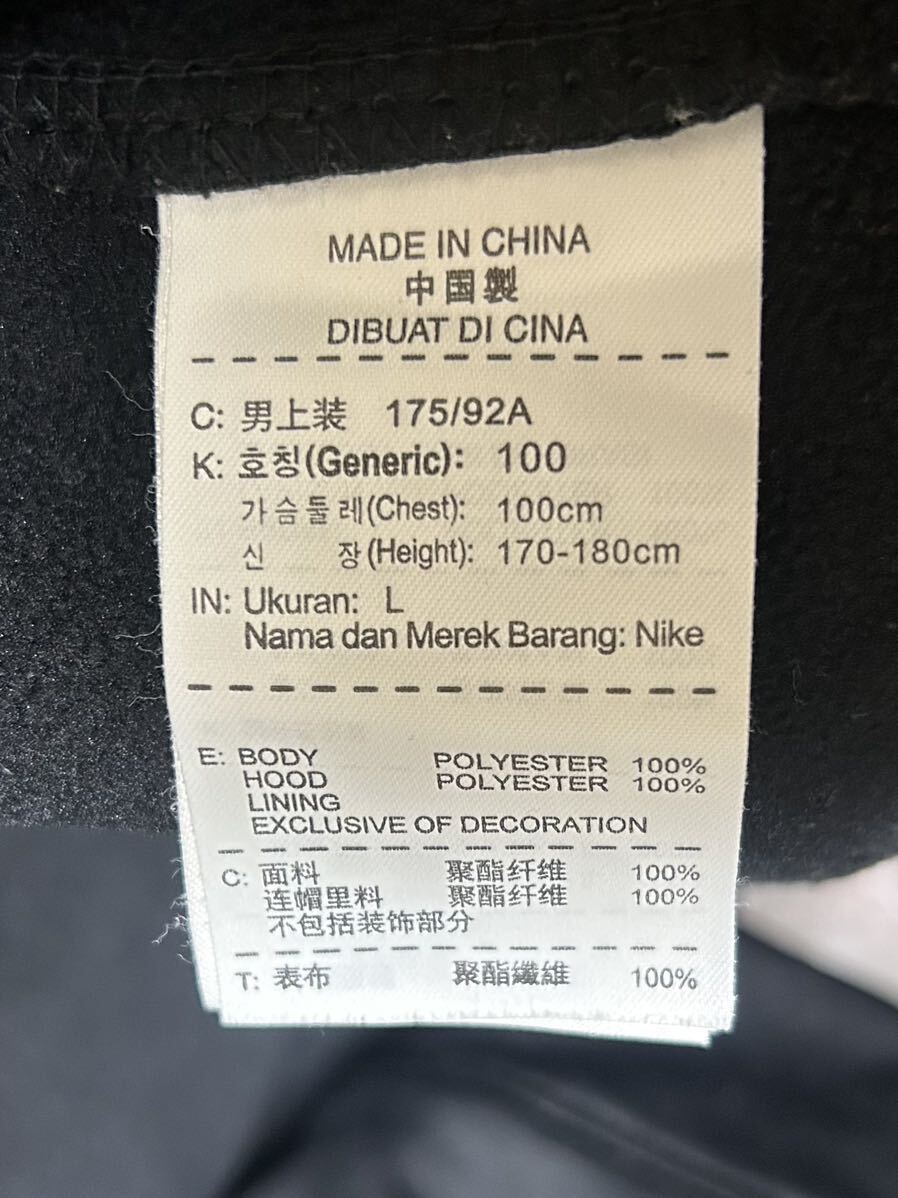 MADE IN CHINA
中国製
DIBUAT DI CINA
C: 男上装 175/92A
K: 호칭(Generic): 100
가슴둘레(Chest): 100cm
신 장(Height): 170-180cm
IN: Ukuran: L
Nama dan Merek Barang: Nike
E: BODY POLYESTER 100%
HOOD POLYESTER 100%
LINING
EXCLUSIVE OF DECORATION
C: 面料 聚酯纤维 100%
连帽里料 聚酯纤维 100%
不包括装饰部分
T: 表布 聚酯纖維 100%